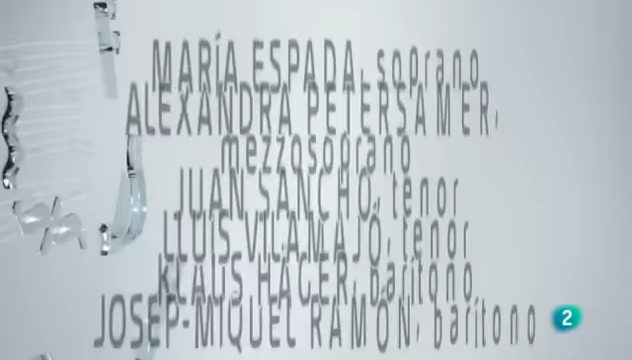 MARÍA ESPADA, soprano
ALEXANDRA PETERSAMER,
mezzosoprano
JUAN SANCHO, tenor
LLUÍS VILAMAJÓ, tenor
KLAUS HÄGER, barítono
JOSEP-MIQUEL RAMÓN, barítono
2